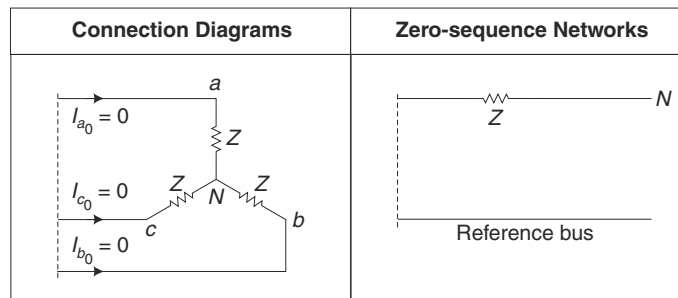 Connection Diagrams
Zero-sequence Networks
a
I_{a_0} = 0
Z
I_{c_0} = 0
Z
N
Z
c
b
I_{b_0} = 0
N
Z
Reference bus